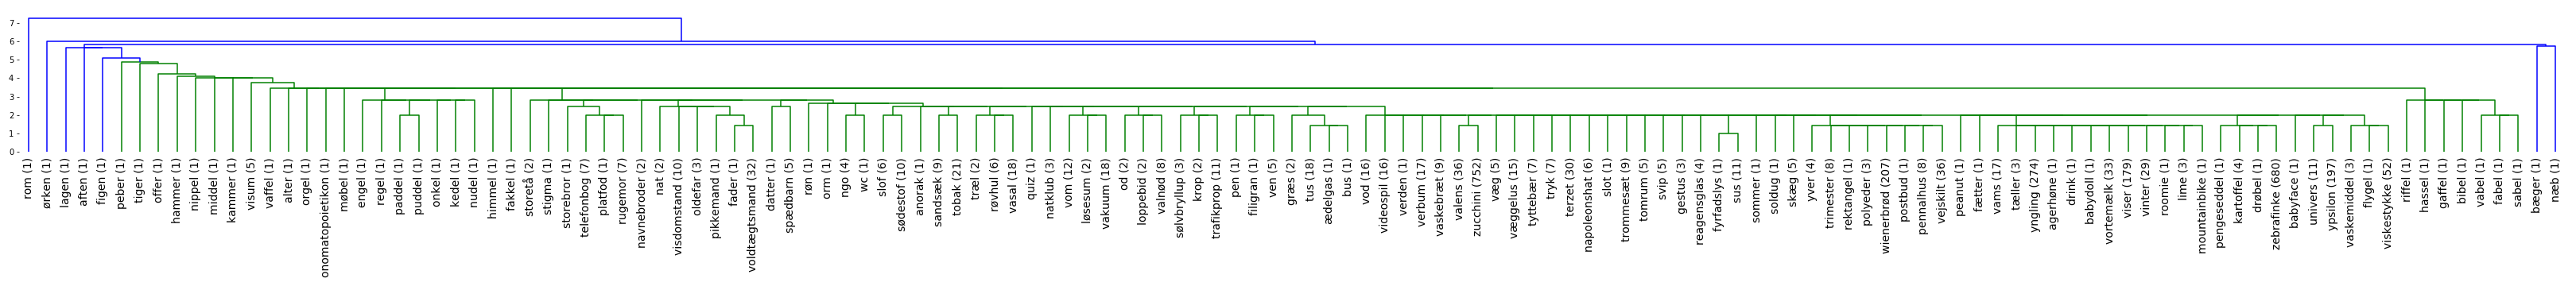 7
6
5
4
3
2
1
0
rom (1)
ørken (1)
lagen (1)
aften (1)
figen (1)
peber (1)
tiger (1)
offer (1)
hammer (1)
nippel (1)
middel (1)
kammer (1)
visum (5)
vaffel (1)
alter (1)
orgel (1)
onomatopoietikon (1)
møbel (1)
engel (1)
regel (1)
paddel (1)
puddel (1)
onkel (1)
kedel (1)
nudel (1)
himmel (1)
fakkel (1)
storetå (2)
stigma (1)
storebror (1)
telefonbog (7)
platfod (1)
rugemor (7)
navnebroder (2)
nat (2)
visdomstand (10)
oldefar (3)
pikkemand (1)
fader (1)
voldtægtsmand (32)
datter (1)
spædbarn (5)
røn (1)
orm (1)
ngo (4)
wc (1)
slof (6)
sødestof (10)
anorak (1)
sandsæk (9)
tobak (21)
træl (2)
røvhul (6)
vasal (18)
quiz (1)
natklub (3)
vom (12)
løsesum (2)
vakuum (18)
od (2)
loppebid (2)
valnød (8)
sølvbryllup (3)
krop (2)
trafikprop (11)
pen (1)
filigran (1)
ven (5)
græs (2)
tus (18)
ædelgas (1)
bus (1)
vod (16)
videospil (16)
verden (1)
verbum (17)
vaskebræt (9)
valens (36)
zucchini (752)
væg (5)
væggelus (15)
tyttebær (7)
tryk (7)
terzet (30)
napoleonshat (6)
slot (1)
trommesæt (9)
tomrum (5)
svip (5)
gestus (3)
reagensglas (4)
fyrfadslys (1)
sus (11)
sommer (1)
soldug (1)
skæg (5)
yver (4)
trimester (8)
rektangel (1)
polyeder (3)
wienerbrød (207)
postbud (1)
pennalhus (8)
vejskilt (36)
peanut (1)
fætter (1)
vams (17)
tæller (3)
yngling (274)
agerhøne (1)
drink (1)
babydoll (1)
vortemælk (33)
viser (179)
vinter (29)
roomie (1)
lime (3)
mountainbike (1)
pengeseddel (1)
kartoffel (4)
drøbel (1)
zebrafinke (680)
babyface (1)
univers (11)
ypsilon (197)
vaskemiddel (3)
flygel (1)
viskestykke (52)
riffel (1)
hassel (1)
gaffel (1)
bibel (1)
vabel (1)
fabel (1)
sabel (1)
bæger (1)
næb (1)